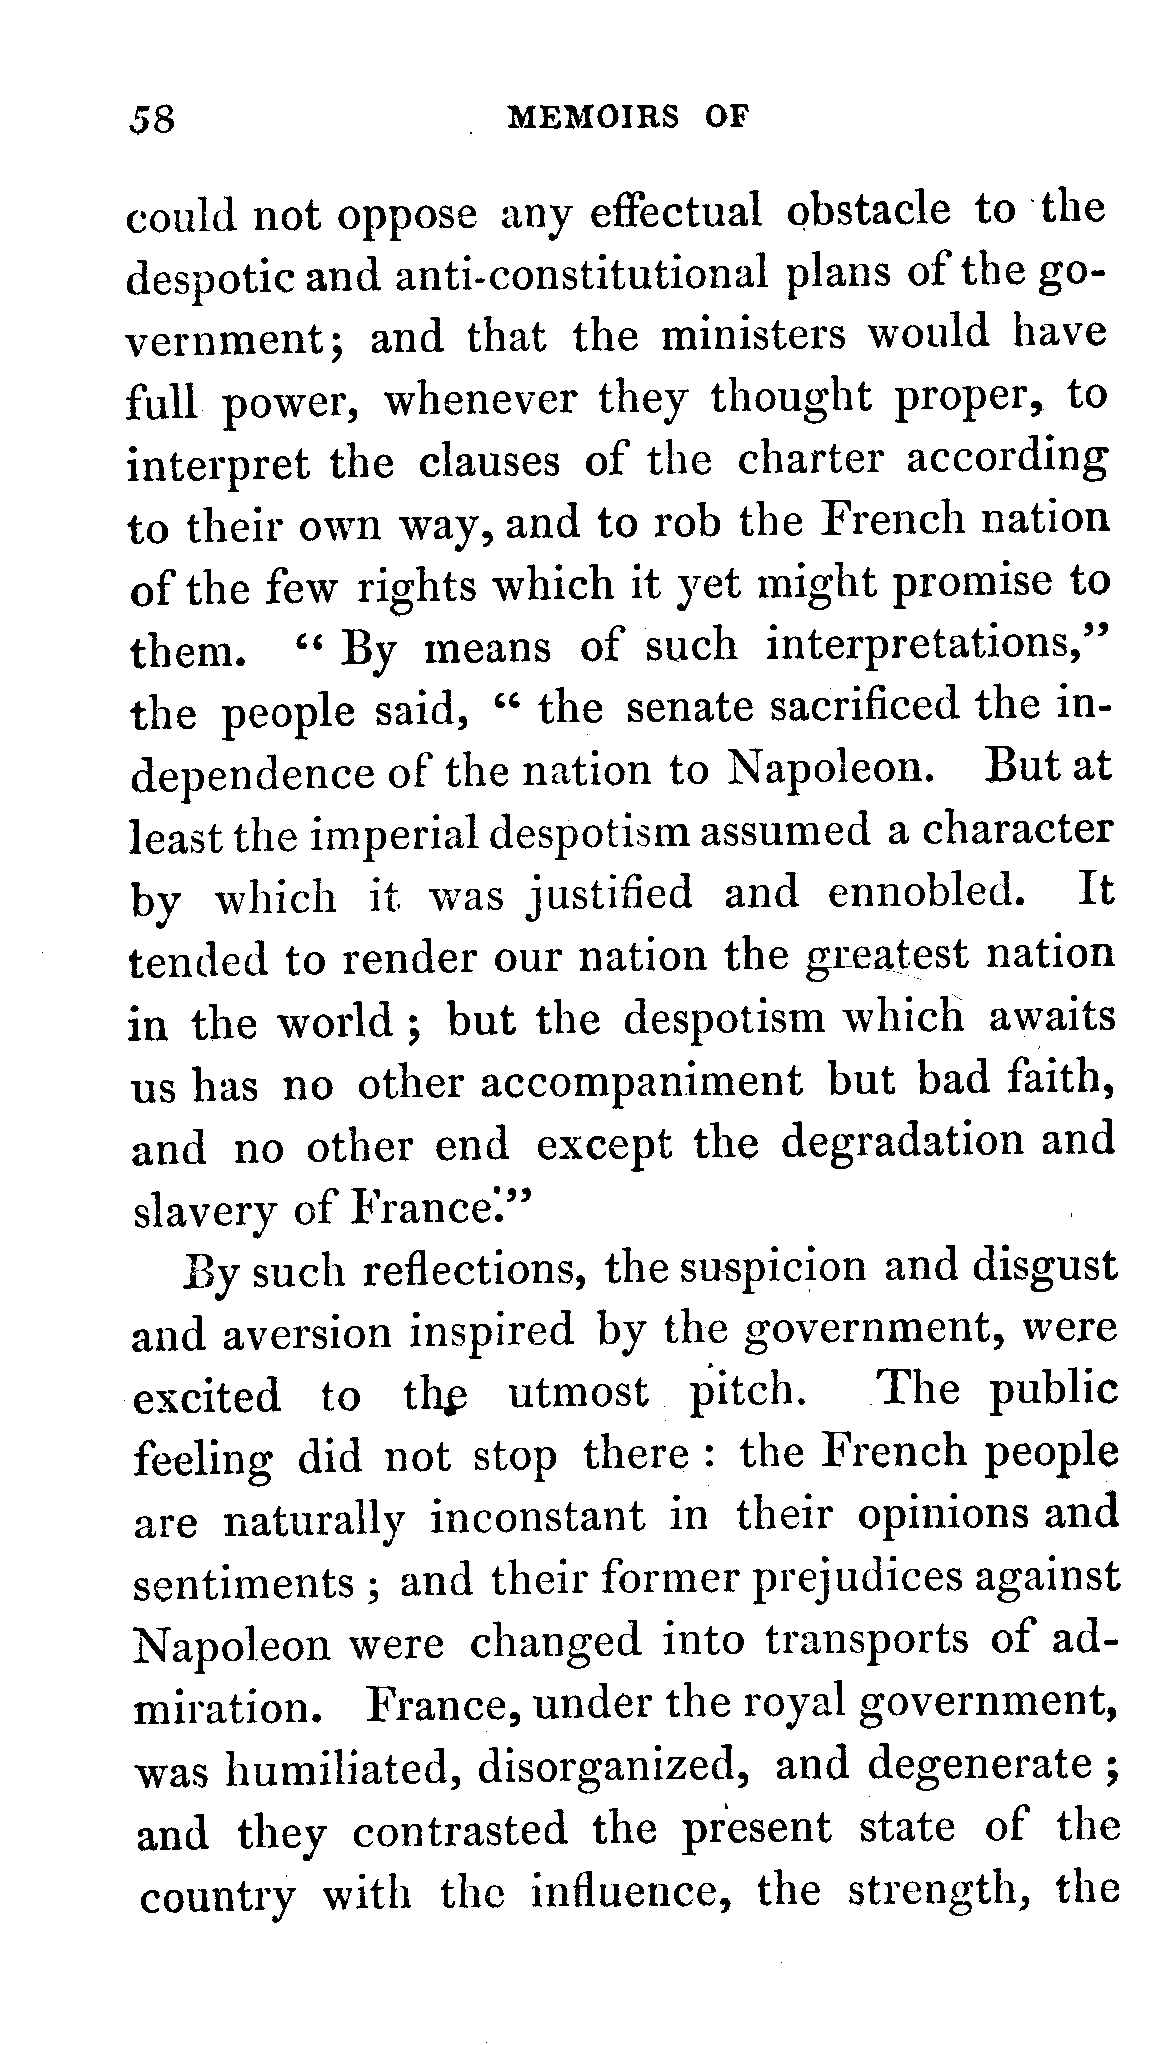 58 MEMOIRS OF
could not oppose any effectual obstacle to the
despotic and anti-constitutional plans of the go-
vernment; and that the ministers would have
full power, whenever they thought proper, to
interpret the clauses of the charter according
to their own way, and to rob the French nation
of the few rights which it yet might promise to
them. “ By means of such interpretations,”
the people said, “ the senate sacrificed the in-
dependence of the nation to Napoleon. But at
least the imperial despotism assumed a character
by which it was justified and ennobled. It
tended to render our nation the greatest nation
in the world ; but the despotism which awaits
us has no other accompaniment but bad faith,
and no other end except the degradation and
slavery of France.”
By such reflections, the suspicion and disgust
and aversion inspired by the government, were
excited to the utmost pitch. The public
feeling did not stop there : the French people
are naturally inconstant in their opinions and
sentiments ; and their former prejudices against
Napoleon were changed into transports of ad-
miration. France, under the royal government,
was humiliated, disorganized, and degenerate ;
and they contrasted the present state of the
country with the influence, the strength, the